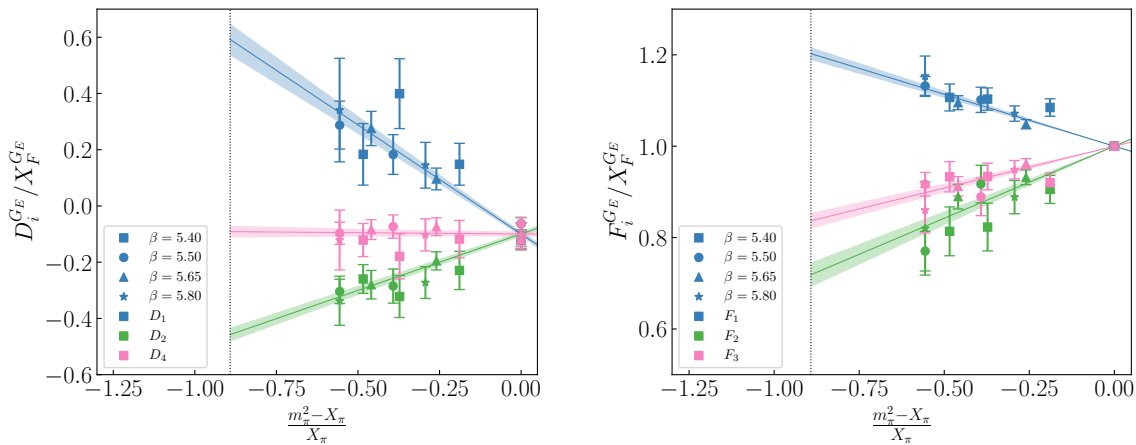 0.6
0.4
0.2
0.0
−0.2
−0.4
−0.6
D_i^{G_E}/X_F^{G_E}
β = 5.40
β = 5.50
β = 5.65
β = 5.80
D_1
D_2
D_4
−1.25 −1.00 −0.75 −0.50 −0.25 0.00
\frac{m_π^2−X_π}{X_π}
1.2
1.0
0.8
0.6
F_i^{G_E}/X_F^{G_E}
β = 5.40
β = 5.50
β = 5.65
β = 5.80
F_1
F_2
F_3
−1.25 −1.00 −0.75 −0.50 −0.25 0.00
\frac{m_π^2−X_π}{X_π}